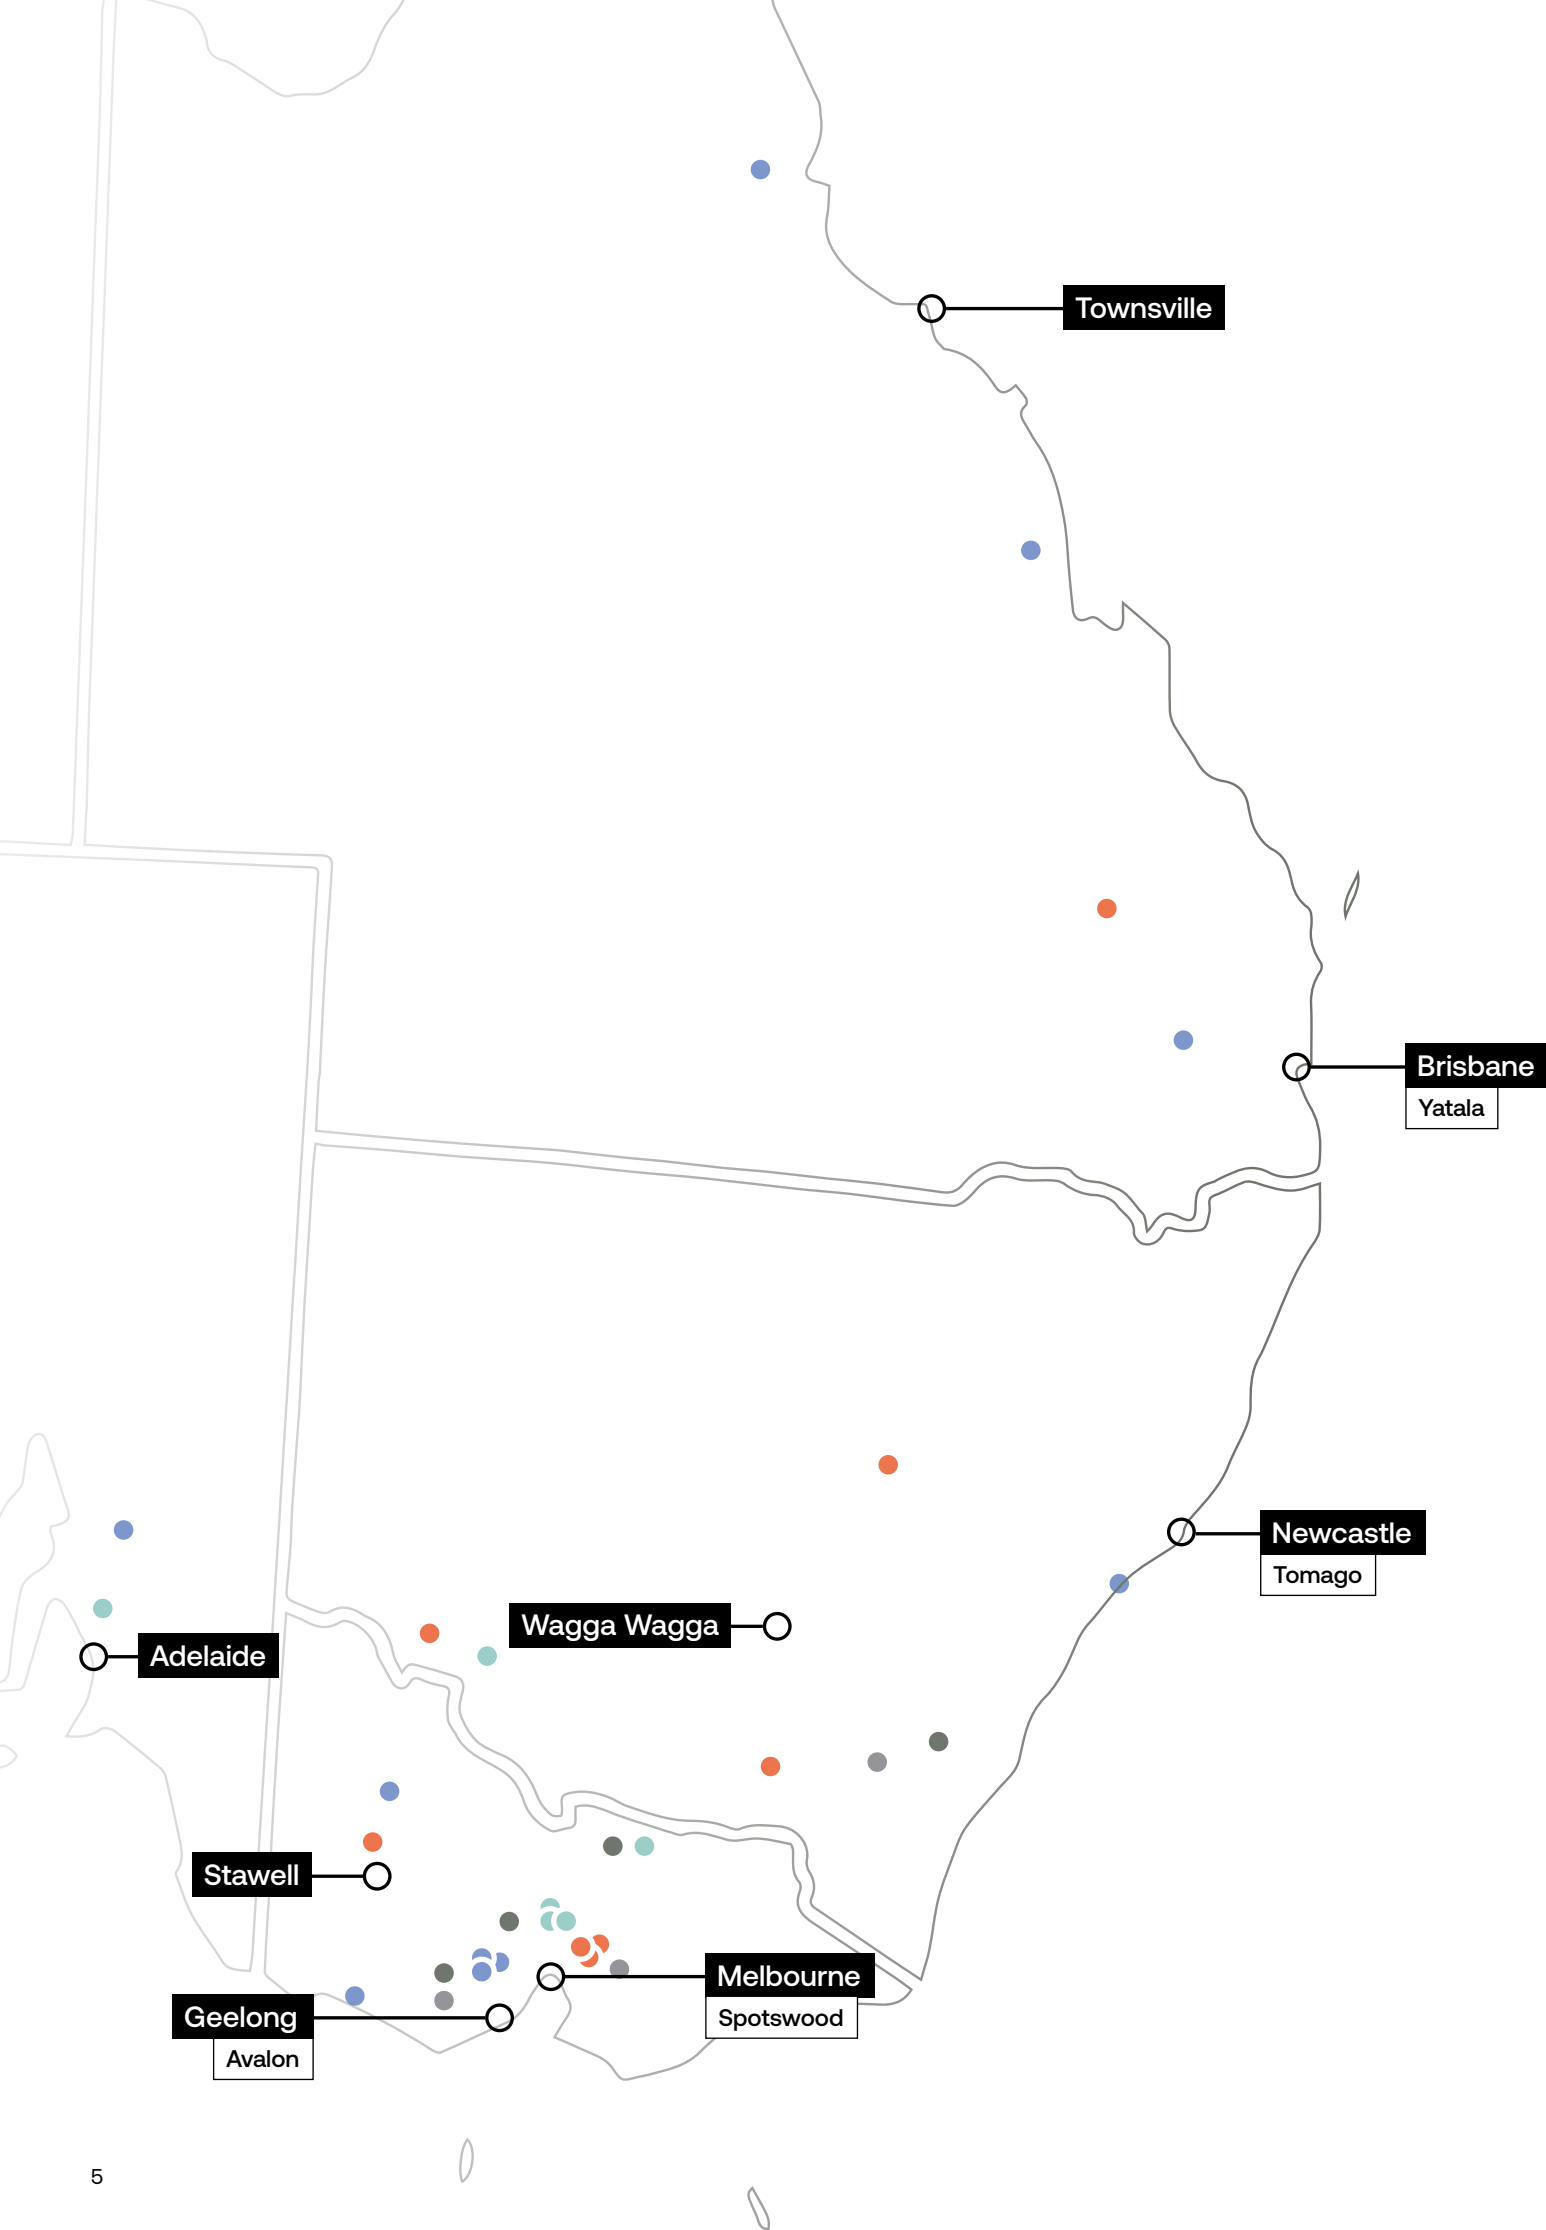 Townsville
Brisbane
Yatala
Newcastle
Tomago
Wagga Wagga
Adelaide
Stawell
Melbourne
Spotswood
Geelong
Avalon
5